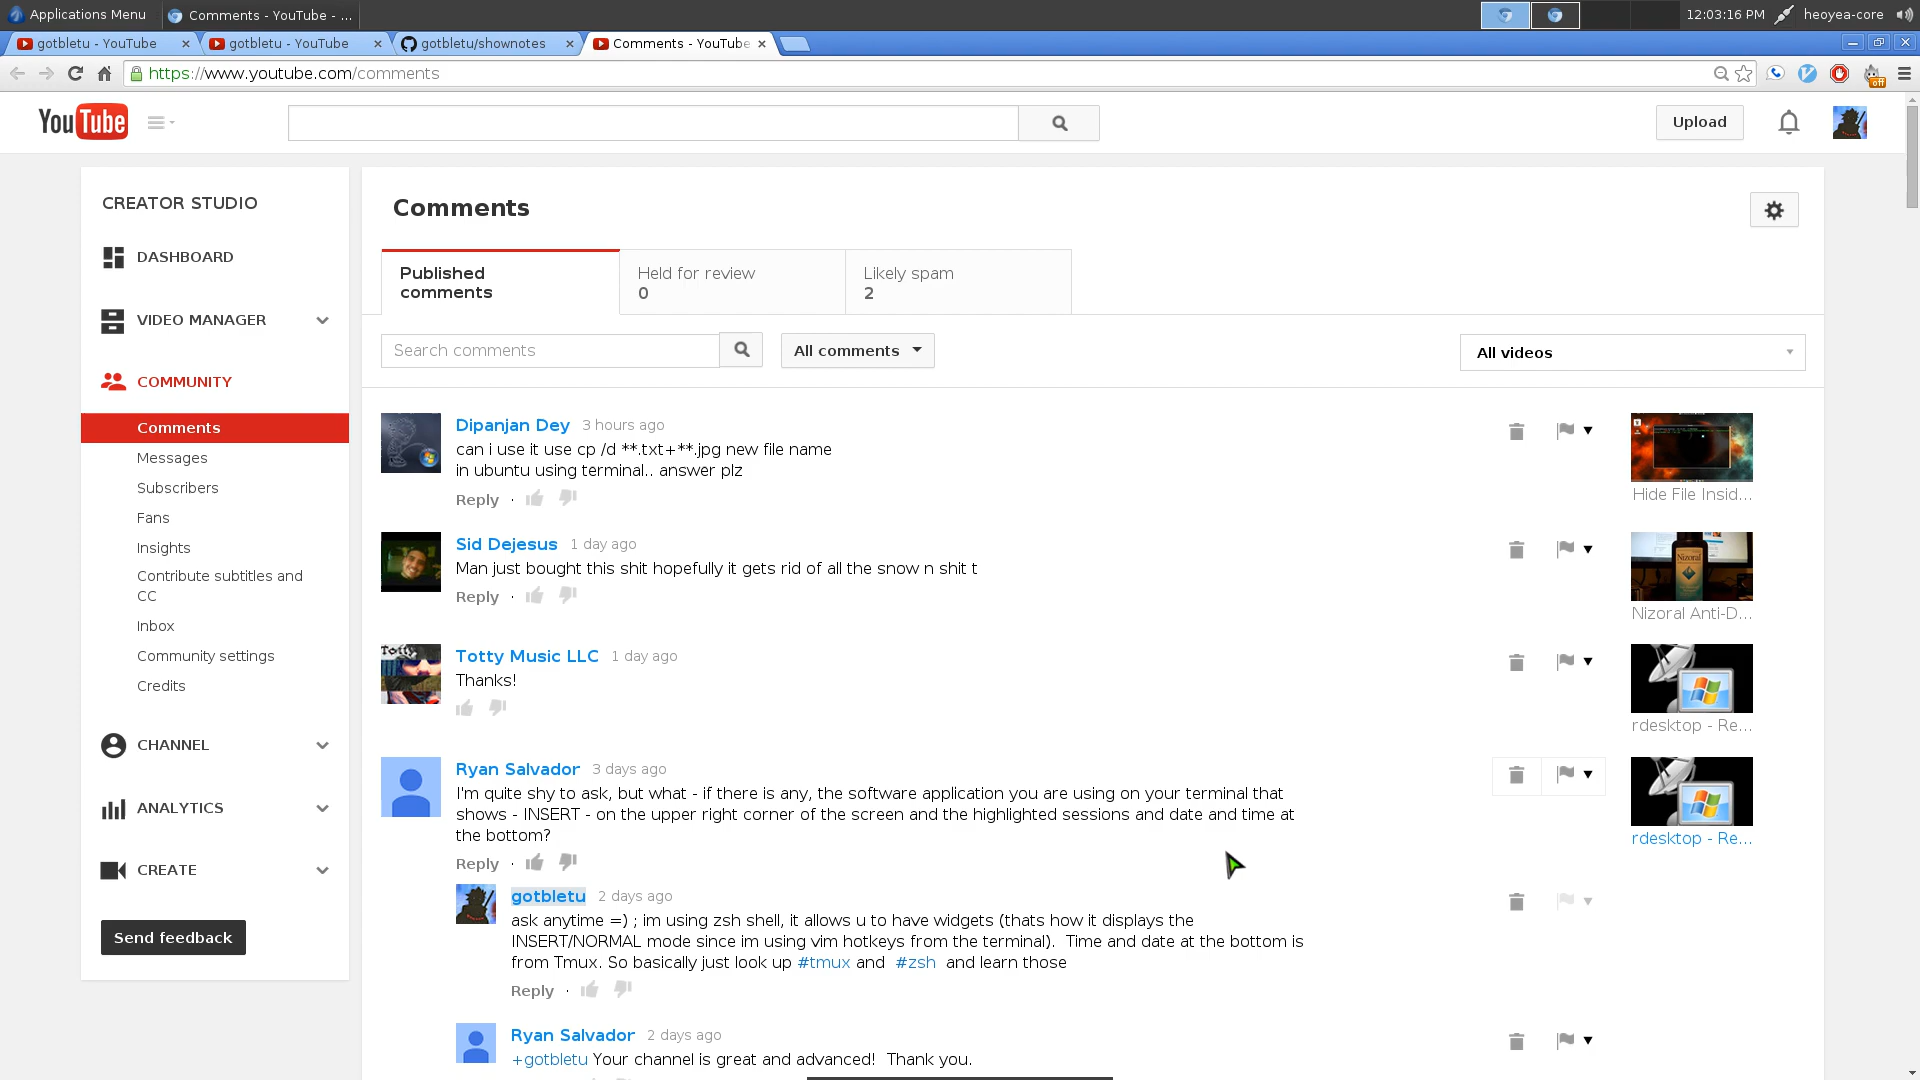 Applications Menu
Comments - YouTube - ...
12:03:16 PM
heoyea-core
gotbletu - YouTube
gotbletu - YouTube
gotbletu/shownotes
Comments - YouTube
https://www.youtube.com/comments
off
YouTube
Upload
CREATOR STUDIO
DASHBOARD
VIDEO MANAGER
COMMUNITY
Comments
Messages
Subscribers
Fans
Insights
Contribute subtitles and
CC
Inbox
Community settings
Credits
CHANNEL
ANALYTICS
CREATE
Send feedback
Comments
Published
comments
Held for review
0
Likely spam
2
Search comments
All comments
All videos
Dipanjan Dey 3 hours ago
can i use it use cp /d **.txt+**.jpg new file name
in ubuntu using terminal.. answer plz
Reply ·
Hide File Insid...
Sid Dejesus 1 day ago
Man just bought this shit hopefully it gets rid of all the snow n shit t
Reply ·
Nizoral
Nizoral Anti-D...
Totty
Totty Music LLC 1 day ago
Thanks!
rdesktop - Re...
Ryan Salvador 3 days ago
I'm quite shy to ask, but what - if there is any, the software application you are using on your terminal that
shows - INSERT - on the upper right corner of the screen and the highlighted sessions and date and time at
the bottom?
Reply ·
rdesktop - Re...
gotbletu 2 days ago
ask anytime =) ; im using zsh shell, it allows u to have widgets (thats how it displays the
INSERT/NORMAL mode since im using vim hotkeys from the terminal).  Time and date at the bottom is
from Tmux. So basically just look up #tmux and  #zsh  and learn those
Reply ·
Ryan Salvador 2 days ago
+gotbletu Your channel is great and advanced!  Thank you.